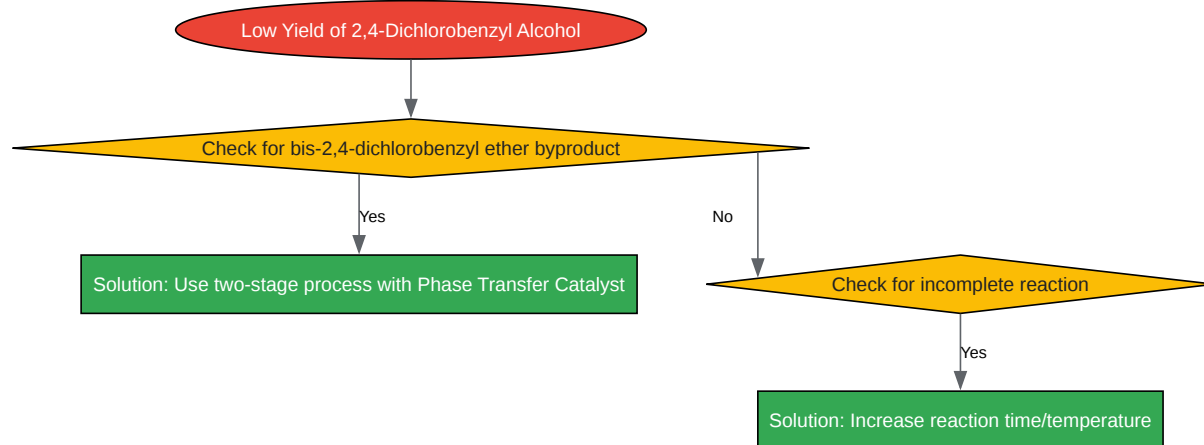 Low Yield of 2,4-Dichlorobenzyl Alcohol
Check for bis-2,4-dichlorobenzyl ether byproduct
Yes
No
Solution: Use two-stage process with Phase Transfer Catalyst
Check for incomplete reaction
Yes
Solution: Increase reaction time/temperature